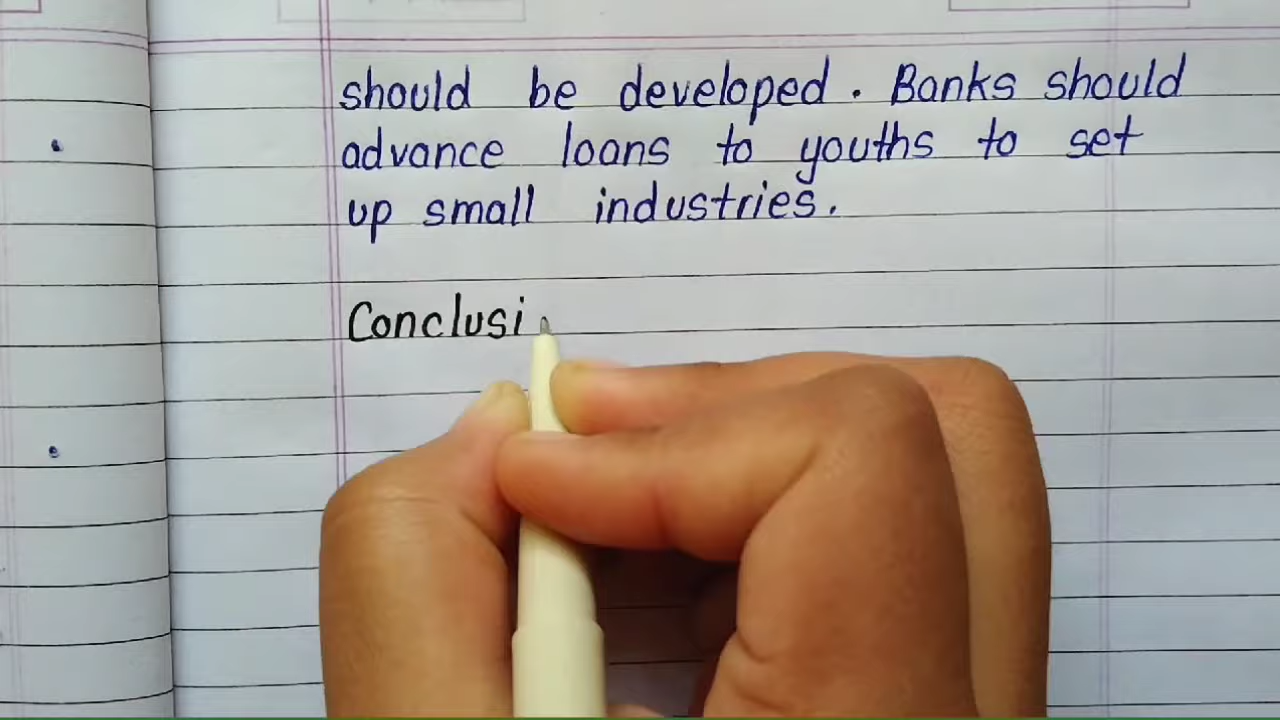 should be developed. Banks should
advance loans to youths to set
up small industries.
Conclusi